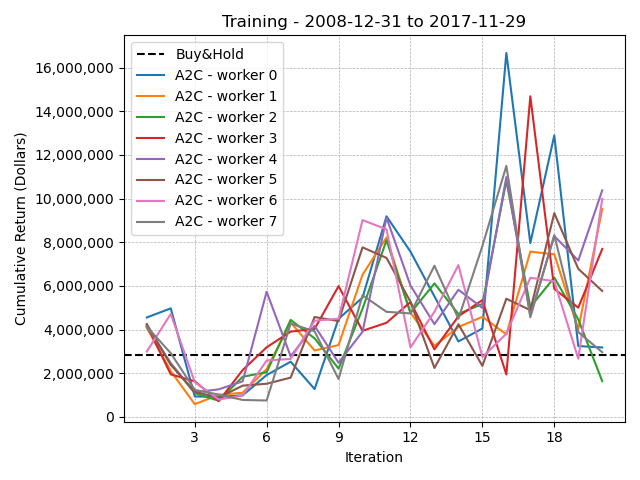 Training - 2008-12-31 to 2017-11-29
Cumulative Return (Dollars)
16,000,000
14,000,000
12,000,000
10,000,000
8,000,000
6,000,000
4,000,000
2,000,000
0
Buy&Hold
A2C - worker 0
A2C - worker 1
A2C - worker 2
A2C - worker 3
A2C - worker 4
A2C - worker 5
A2C - worker 6
A2C - worker 7
3 6 9 12 15 18
Iteration